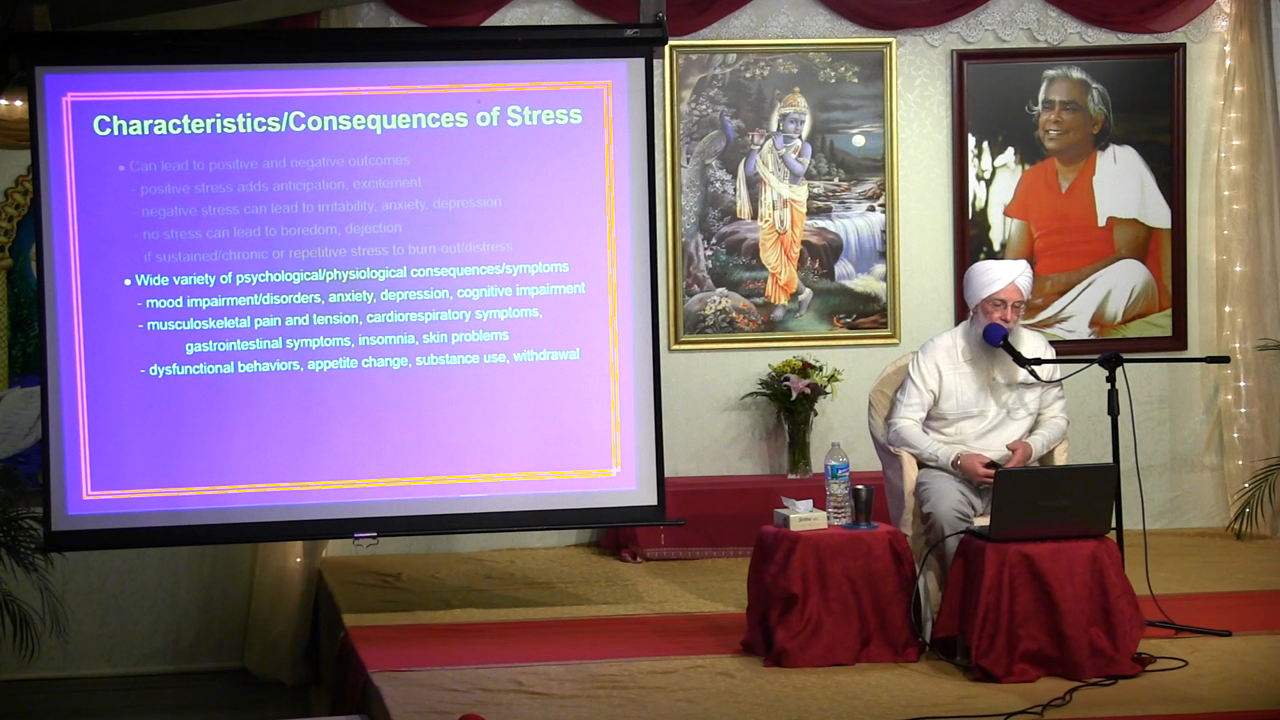 Characteristics/Consequences of Stress
● Can lead to positive and negative outcomes
- positive stress adds anticipation, excitement
- negative stress can lead to irritability, anxiety, depression
- no stress can lead to boredom, dejection
- if sustained/chronic or repetitive stress to burn-out/distress
● Wide variety of psychological/physiological consequences/symptoms
- mood impairment/disorders, anxiety, depression, cognitive impairment
- musculoskeletal pain and tension, cardiorespiratory symptoms,
gastrointestinal symptoms, insomnia, skin problems
- dysfunctional behaviors, appetite change, substance use, withdrawal